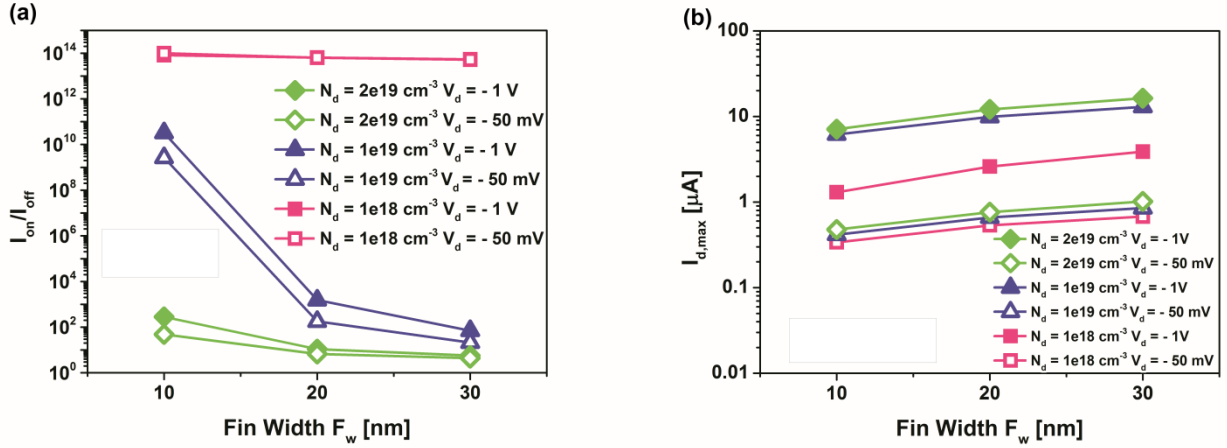 (a)
I_on/I_off
10^14
10^12
10^10
10^8
10^6
10^4
10^2
10^0
10
20
30
Fin Width F_w [nm]
N_d = 2e19 cm^-3 V_d = - 1 V
N_d = 2e19 cm^-3 V_d = - 50 mV
N_d = 1e19 cm^-3 V_d = - 1 V
N_d = 1e19 cm^-3 V_d = - 50 mV
N_d = 1e18 cm^-3 V_d = - 1 V
N_d = 1e18 cm^-3 V_d = - 50 mV
(b)
I_d,max [μA]
100
10
1
0.1
0.01
10
20
30
Fin Width F_w [nm]
N_d = 2e19 cm^-3 V_d = - 1V
N_d = 2e19 cm^-3 V_d = - 50 mV
N_d = 1e19 cm^-3 V_d = - 1V
N_d = 1e19 cm^-3 V_d = - 50 mV
N_d = 1e18 cm^-3 V_d = - 1V
N_d = 1e18 cm^-3 V_d = - 50 mV